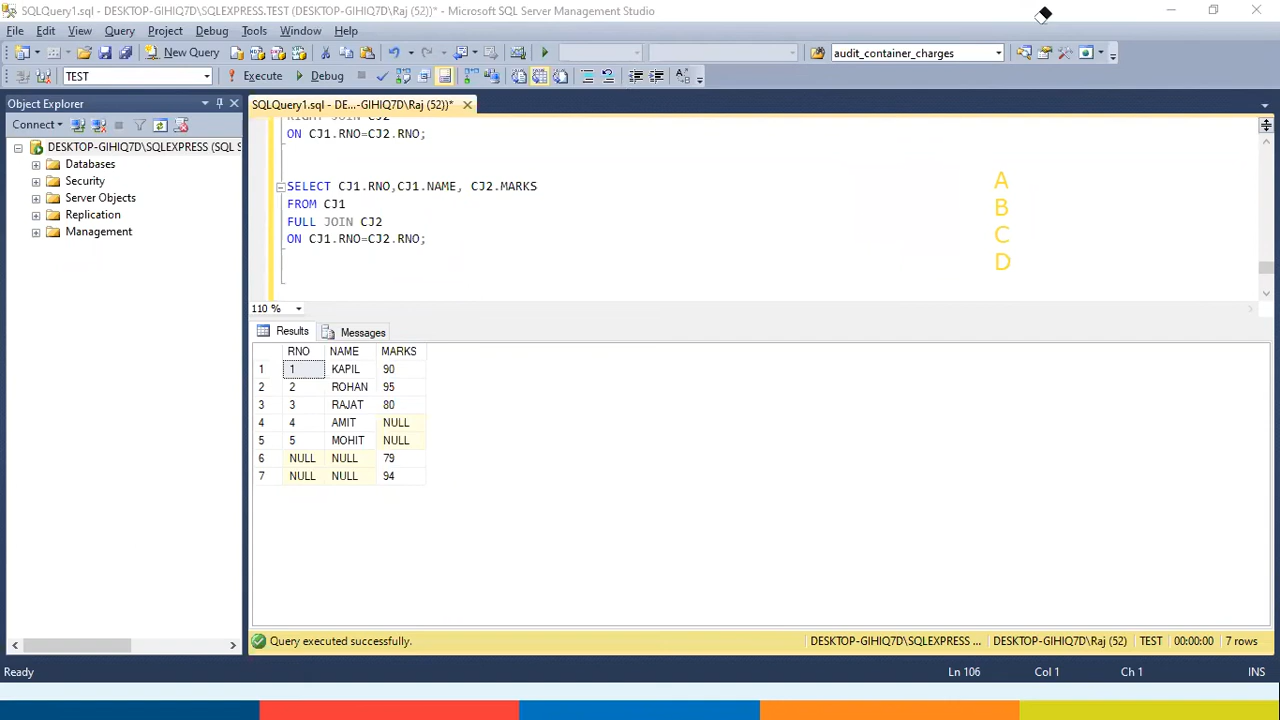 SQLQuery1.sql - DESKTOP-GIHIQ7D\SQLEXPRESS.TEST (DESKTOP-GIHIQ7D\Raj (52))* - Microsoft SQL Server Management Studio
File Edit View Query Project Debug Tools Window Help
New Query audit_container_charges
TEST Execute Debug
Object Explorer
Connect
DESKTOP-GIHIQ7D\SQLEXPRESS (SQL S
Databases
Security
Server Objects
Replication
Management
SQLQuery1.sql - DE...-GIHIQ7D\Raj (52))*
RIGHT JOIN CJ2
ON CJ1.RNO=CJ2.RNO;
SELECT CJ1.RNO,CJ1.NAME, CJ2.MARKS
FROM CJ1
FULL JOIN CJ2
ON CJ1.RNO=CJ2.RNO;
A
B
C
D
110 %
Results Messages
RNO NAME MARKS
1 1 KAPIL 90
2 2 ROHAN 95
3 3 RAJAT 80
4 4 AMIT NULL
5 5 MOHIT NULL
6 NULL NULL 79
7 NULL NULL 94
Query executed successfully. DESKTOP-GIHIQ7D\SQLEXPRESS ... DESKTOP-GIHIQ7D\Raj (52) TEST 00:00:00 7 rows
Ready Ln 106 Col 1 Ch 1 INS